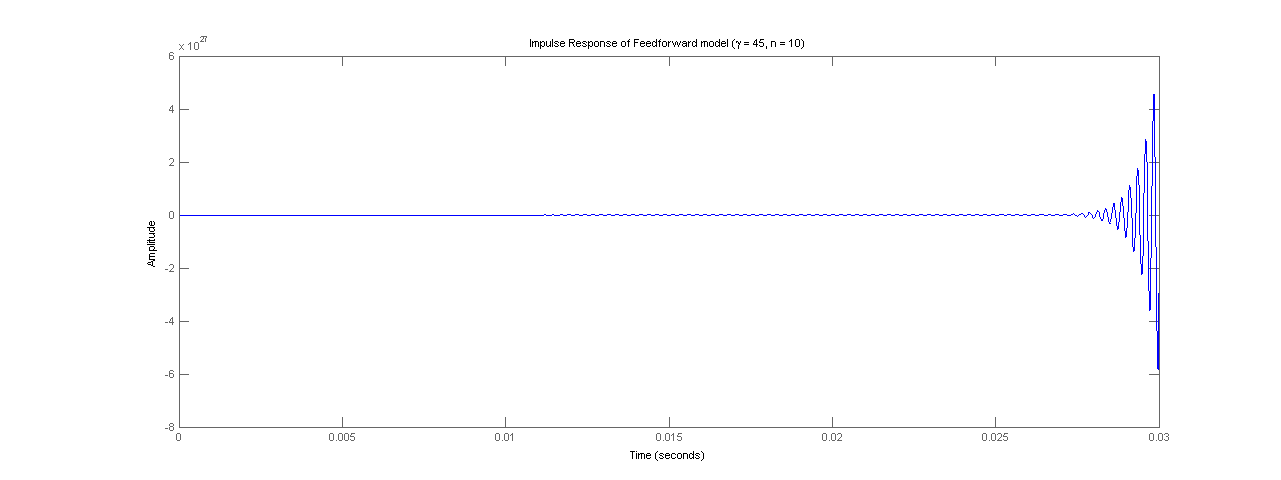 Impulse Response of Feedforward model (γ = 45, n = 10)
x 10^27
6
4
2
0
-2
-4
-6
-8
Amplitude
0 0.005 0.01 0.015 0.02 0.025 0.03
Time (seconds)